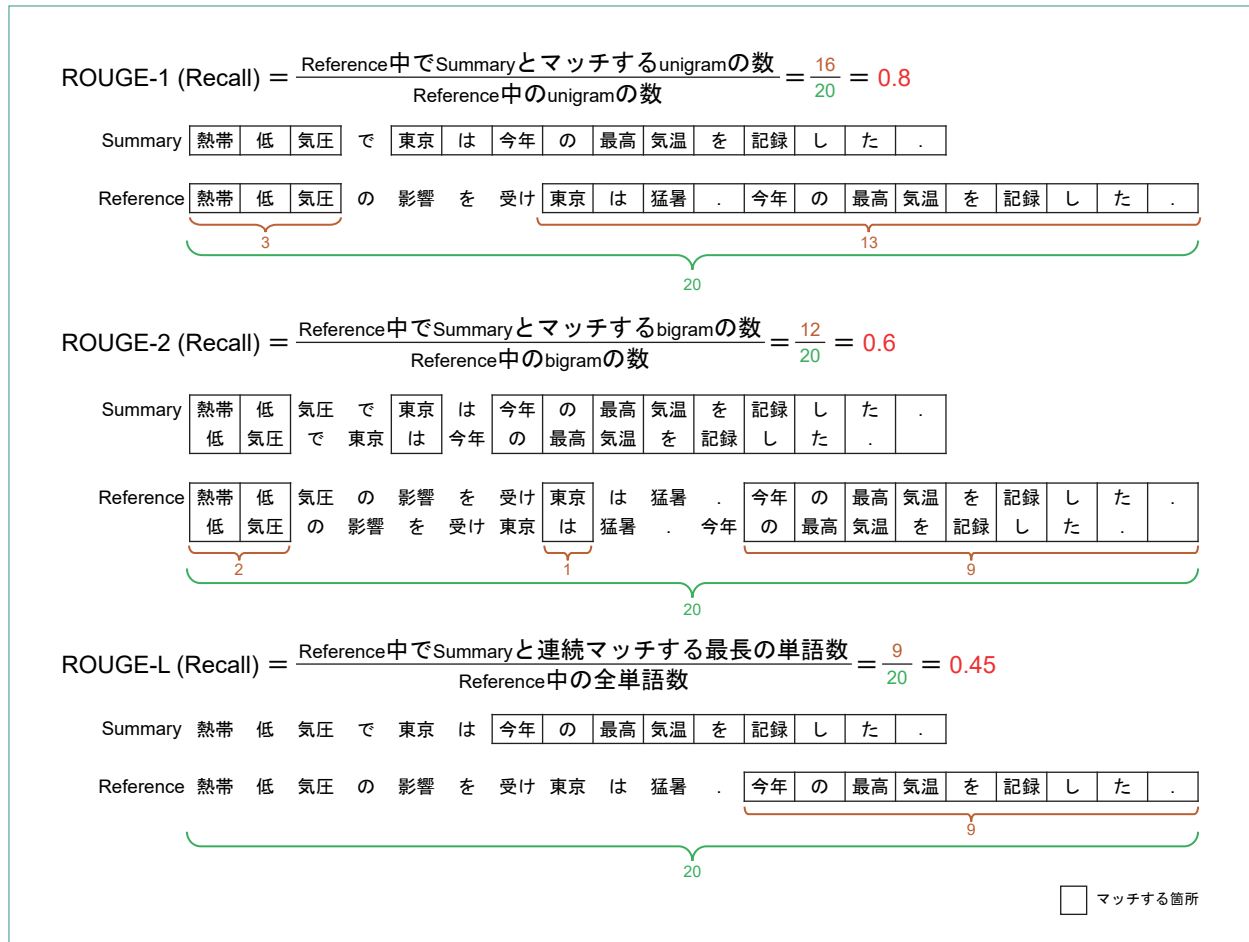 ROUGE-1 (Recall) = Reference中でSummaryとマッチするunigramの数 / Reference中のunigramの数 = 16/20 = 0.8
Summary 熱帯 低 気圧 で 東京 は 今年 の 最高 気温 を 記録 し た .
Reference 熱帯 低 気圧 の 影響 を 受け 東京 は 猛暑 . 今年 の 最高 気温 を 記録 し た .
3 13
20
ROUGE-2 (Recall) = Reference中でSummaryとマッチするbigramの数 / Reference中のbigramの数 = 12/20 = 0.6
Summary 熱帯 低 気圧 で 東京 は 今年 の 最高 気温 を 記録 し た .
低 気圧 で 東京 は 今年 の 最高 気温 を 記録 し た .
Reference 熱帯 低 気圧 の 影響 を 受け 東京 は 猛暑 . 今年 の 最高 気温 を 記録 し た .
低 気圧 の 影響 を 受け 東京 は 猛暑 . 今年 の 最高 気温 を 記録 し た .
2 1 9
20
ROUGE-L (Recall) = Reference中でSummaryと連続マッチする最長の単語数 / Reference中の全単語数 = 9/20 = 0.45
Summary 熱帯 低 気圧 で 東京 は 今年 の 最高 気温 を 記録 し た .
Reference 熱帯 低 気圧 の 影響 を 受け 東京 は 猛暑 . 今年 の 最高 気温 を 記録 し た .
9
20
マッチする箇所